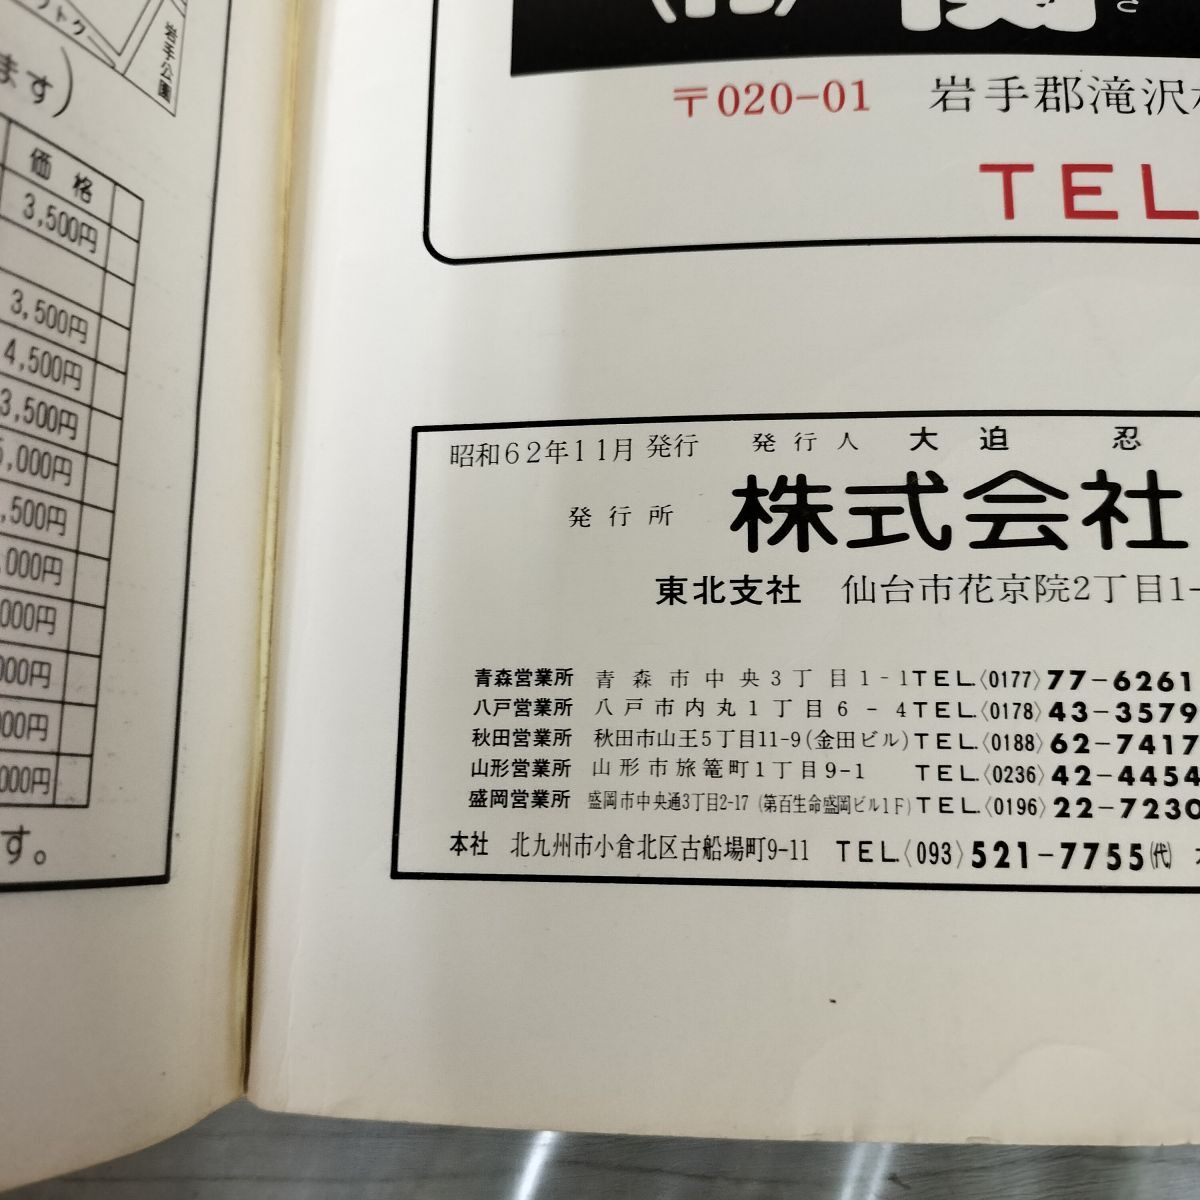 岩手公園
ます)
価格
3,500円
3,500円
4,500円
3,500円
5,000円
,500円
,000円
000円
000円
000円
000円
す。
〒020-01 岩手郡滝沢
TEL
昭和62年11月発行 発行人 大迫 忍
発行所 株式会社
東北支社 仙台市花京院2丁目1-
青森営業所 青森市中央3丁目1-1 TEL.〈0177〉77-6261
八戸営業所 八戸市内丸1丁目6-4 TEL.〈0178〉43-3579
秋田営業所 秋田市山王5丁目11-9(金田ビル) TEL.〈0188〉62-7417
山形営業所 山形市旅篭町1丁目9-1 TEL.〈0236〉42-4454
盛岡営業所 盛岡市中央通3丁目2-17 (第百生命盛岡ビル1F) TEL.〈0196〉22-7230
本社 北九州市小倉北区古船場町9-11 TEL.〈093〉521-7755㈹